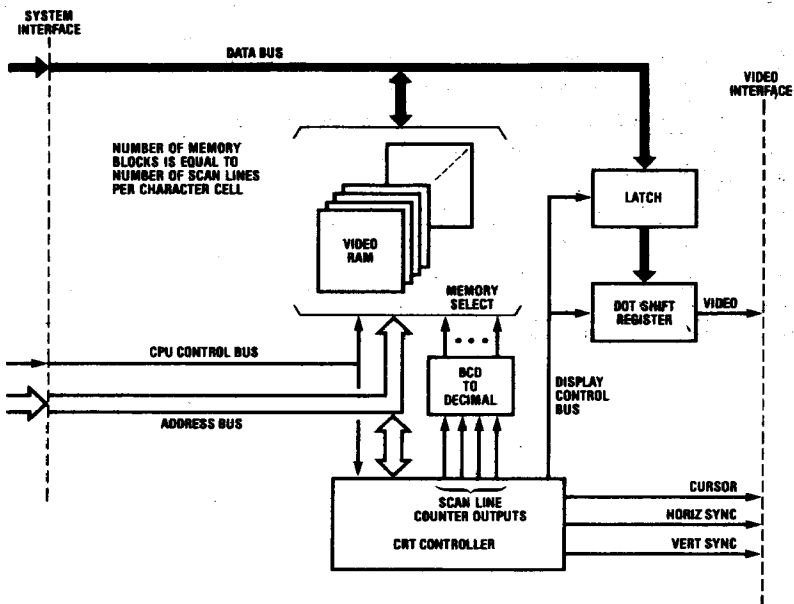 SYSTEM
INTERFACE
DATA BUS
VIDEO
INTERFACE
NUMBER OF MEMORY
BLOCKS IS EQUAL TO
NUMBER OF SCAN LINES
PER CHARACTER CELL
LATCH
VIDEO
RAM
MEMORY
SELECT
DOT SHIFT
REGISTER
VIDEO
CPU CONTROL BUS
BCD
TO
DECIMAL
DISPLAY
CONTROL
BUS
ADDRESS BUS
SCAN LINE
COUNTER OUTPUTS
CRT CONTROLLER
CURSOR
HORIZ SYNC
VERT SYNC